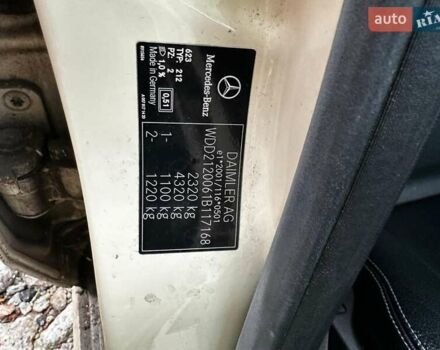 DAIMLER AG
e1*2001/116*0501
WDD2120061B117168
2320 kg
4320 kg
1- 1100 kg
2- 1220 kg
Mercedes-Benz
623
TYP: 212
PZ: 2
1,0 %
0,51
Made in Germany
auto
RIA